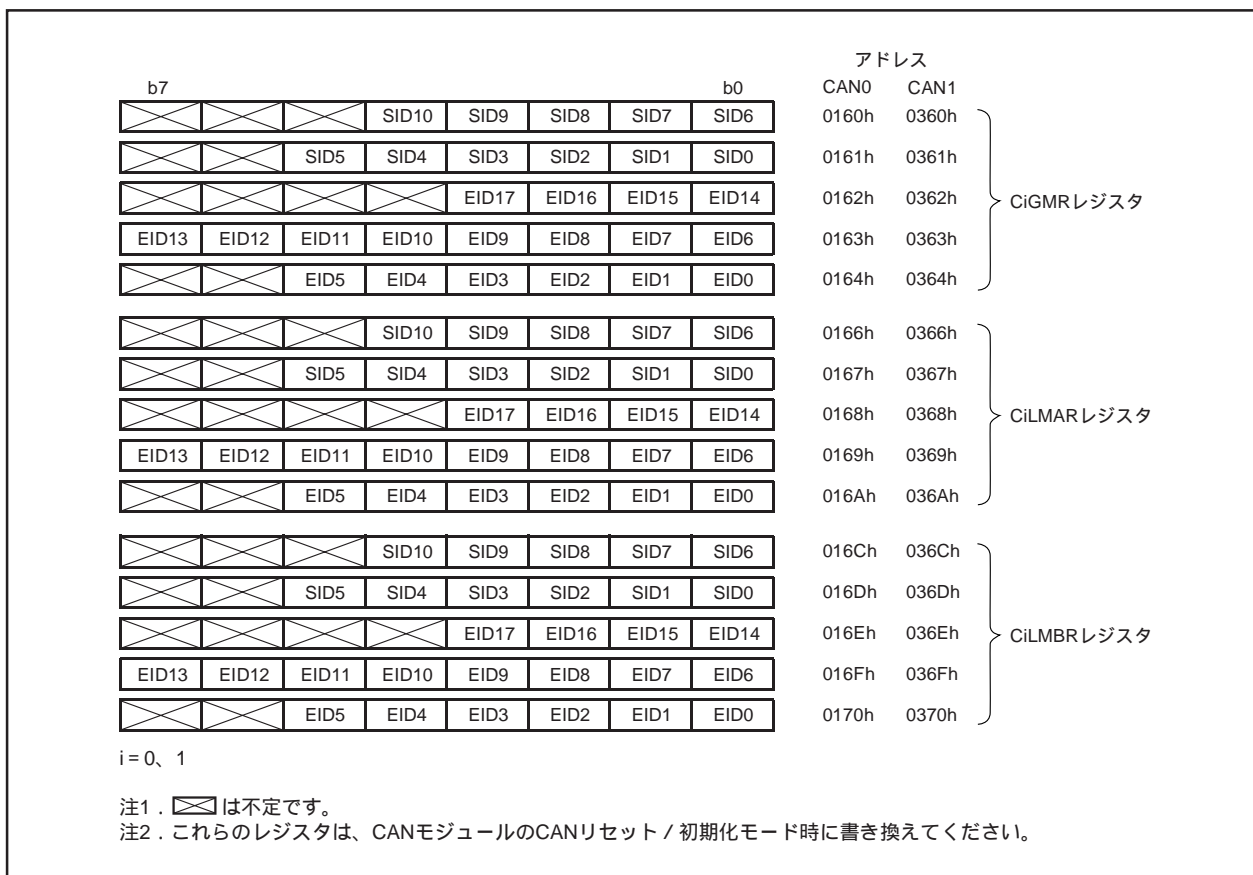 アドレス
b7 b0 CAN0 CAN1
SID10 SID9 SID8 SID7 SID6 0160h 0360h
SID5 SID4 SID3 SID2 SID1 SID0 0161h 0361h
EID17 EID16 EID15 EID14 0162h 0362h CiGMRレジスタ
EID13 EID12 EID11 EID10 EID9 EID8 EID7 EID6 0163h 0363h
EID5 EID4 EID3 EID2 EID1 EID0 0164h 0364h
SID10 SID9 SID8 SID7 SID6 0166h 0366h
SID5 SID4 SID3 SID2 SID1 SID0 0167h 0367h
EID17 EID16 EID15 EID14 0168h 0368h CiLMARレジスタ
EID13 EID12 EID11 EID10 EID9 EID8 EID7 EID6 0169h 0369h
EID5 EID4 EID3 EID2 EID1 EID0 016Ah 036Ah
SID10 SID9 SID8 SID7 SID6 016Ch 036Ch
SID5 SID4 SID3 SID2 SID1 SID0 016Dh 036Dh
EID17 EID16 EID15 EID14 016Eh 036Eh CiLMBRレジスタ
EID13 EID12 EID11 EID10 EID9 EID8 EID7 EID6 016Fh 036Fh
EID5 EID4 EID3 EID2 EID1 EID0 0170h 0370h
i = 0、1
注1．は不定です。
注2．これらのレジスタは、CANモジュールのCANリセット / 初期化モード時に書き換えてください。